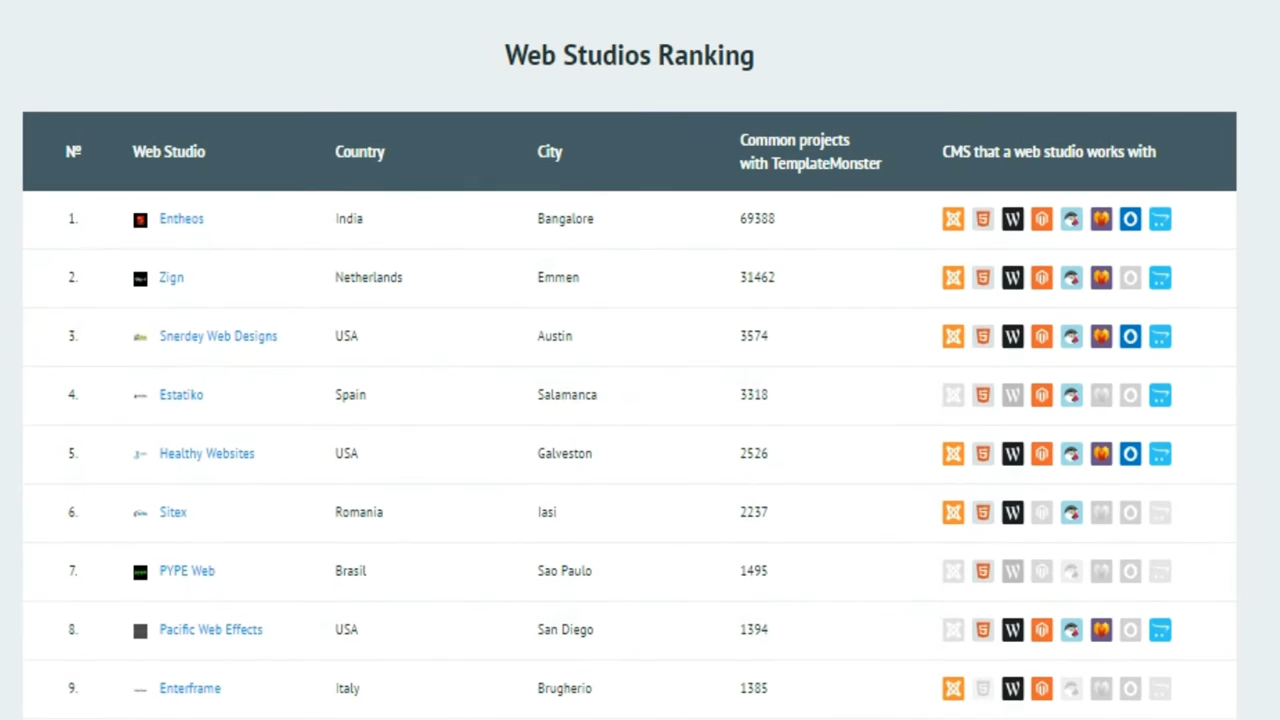 Web Studios Ranking
№ Web Studio Country City Common projects with TemplateMonster CMS that a web studio works with
1. Entheos India Bangalore 69388
2. Zign Netherlands Emmen 31462
3. Snerdey Web Designs USA Austin 3574
4. Estatiko Spain Salamanca 3318
5. Healthy Websites USA Galveston 2526
6. Sitex Romania Iasi 2237
7. PYPE Web Brasil Sao Paulo 1495
8. Pacific Web Effects USA San Diego 1394
9. Enterframe Italy Brugherio 1385